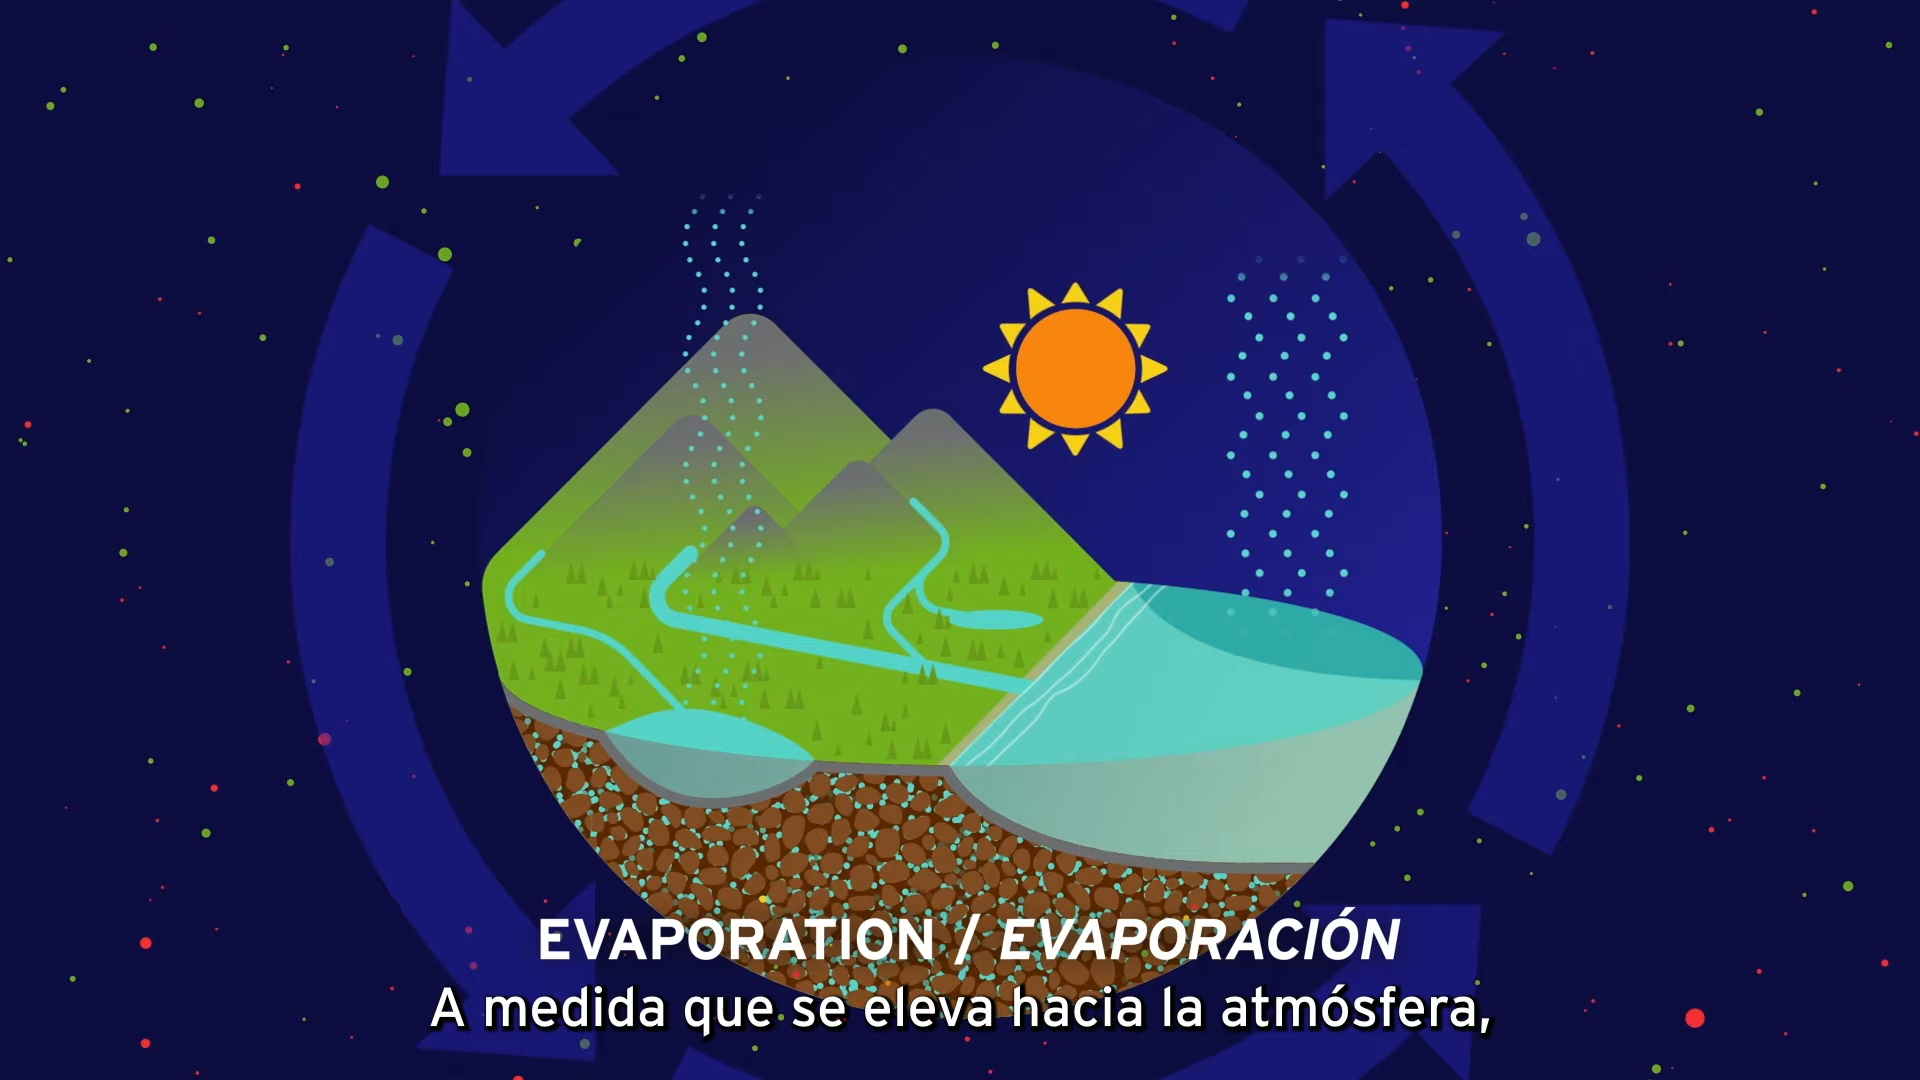 EVAPORATION / EVAPORACIÓN
A medida que se eleva hacia la atmósfera,